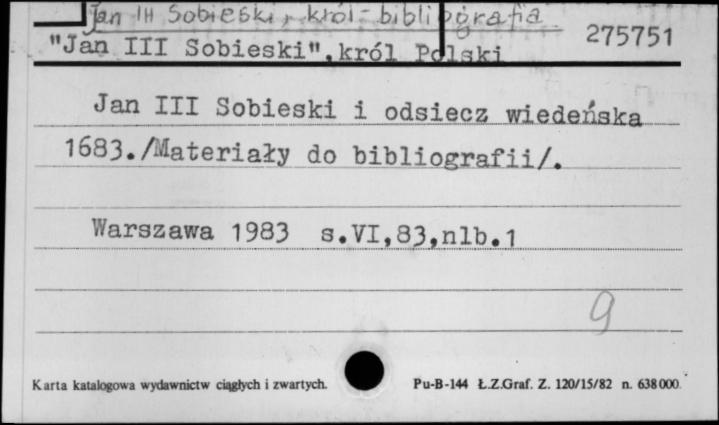 Jan III Sobieski, król - bibliografia
275751
"Jan III Sobieski", król Polski
Jan III Sobieski i odsiecz wiedeńska
1683./Materiały do bibliografii/.
Warszawa 1983 s.VI,83,nlb.1
9
Karta katalogowa wydawnictw ciągłych i zwartych. Pu-B-144 Ł.Z.Graf. Z. 120/15/82 n. 638000.